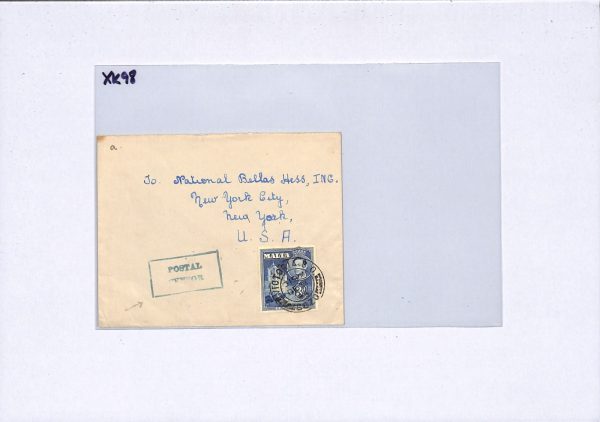 XK98
a
To National Bellas Hess, INC.
New York City,
New York,
U. S. A.
POSTAL
MALTA